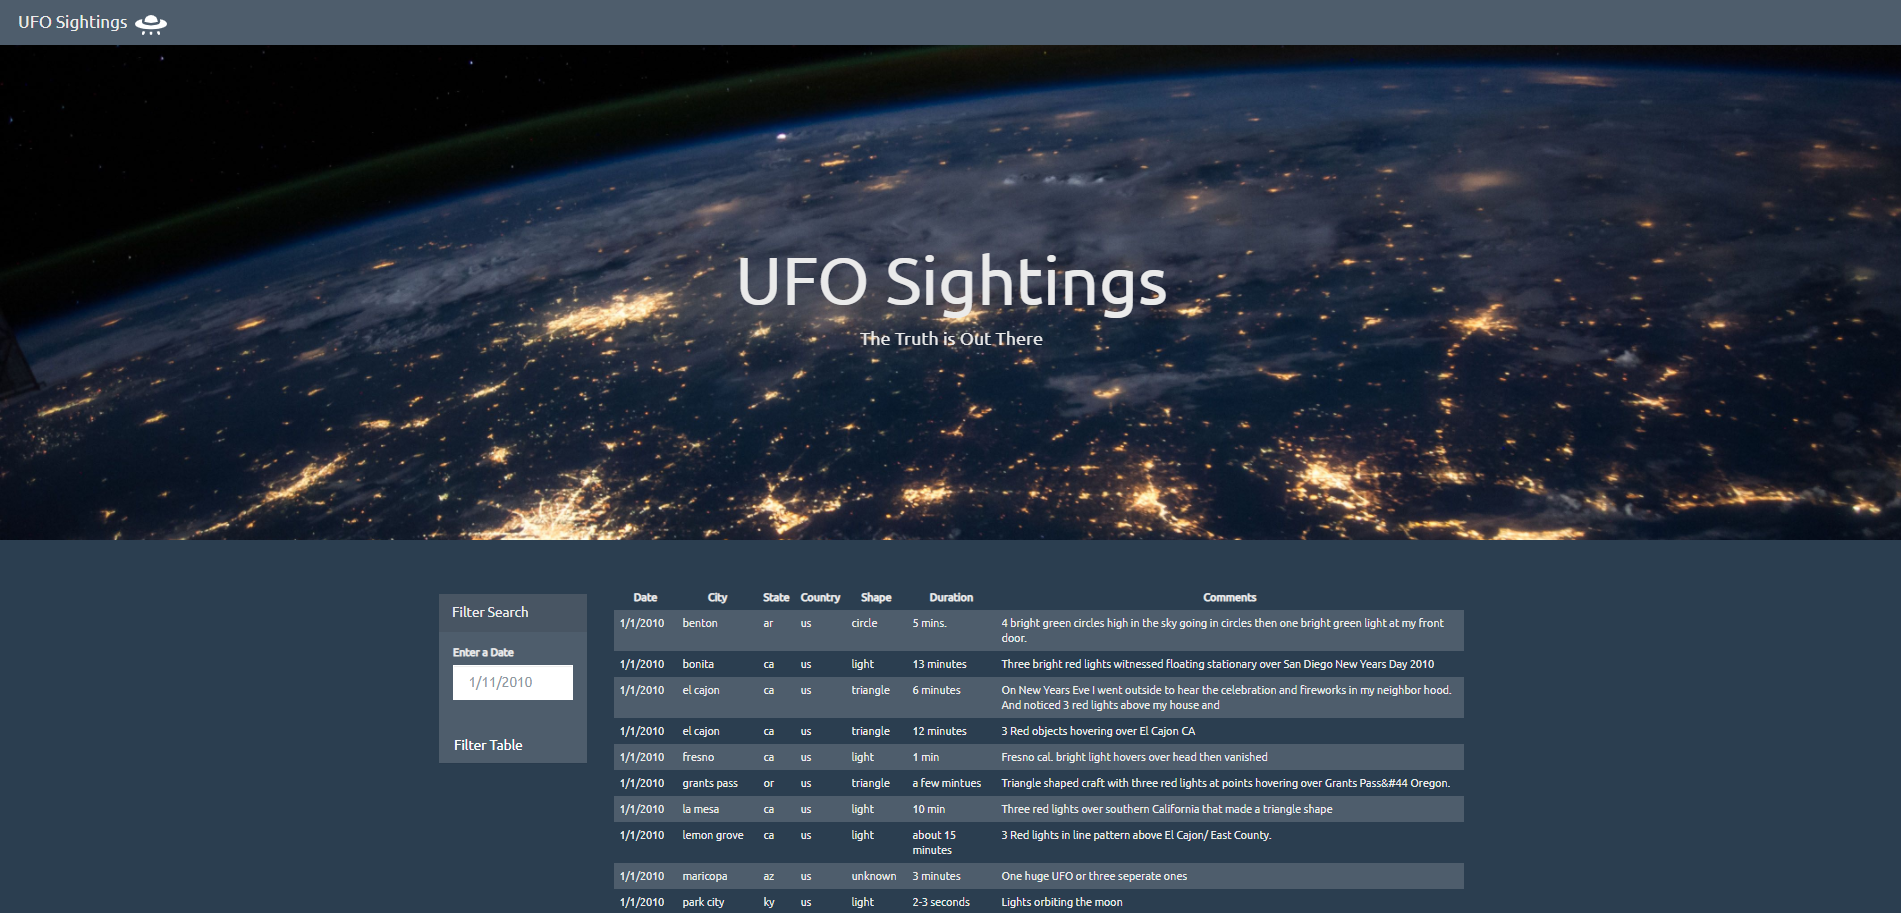 UFO Sightings
UFO Sightings
The Truth is Out There
Filter Search
Enter a Date
1/11/2010
Filter Table
Date City State Country Shape Duration Comments
1/1/2010 benton ar us circle 5 mins. 4 bright green circles high in the sky going in circles then one bright green light at my front
door.
1/1/2010 bonita ca us light 13 minutes Three bright red lights witnessed floating stationary over San Diego New Years Day 2010
1/1/2010 el cajon ca us triangle 6 minutes On New Years Eve I went outside to hear the celebration and fireworks in my neighbor hood.
And noticed 3 red lights above my house and
1/1/2010 el cajon ca us triangle 12 minutes 3 Red objects hovering over El Cajon CA
1/1/2010 fresno ca us light 1 min Fresno cal. bright light hovers over head then vanished
1/1/2010 grants pass or us triangle a few mintues Triangle shaped craft with three red lights at points hovering over Grants Pass&#44 Oregon.
1/1/2010 la mesa ca us light 10 min Three red lights over southern California that made a triangle shape
1/1/2010 lemon grove ca us light about 15 3 Red lights in line pattern above El Cajon/ East County.
minutes
1/1/2010 maricopa az us unknown 3 minutes One huge UFO or three seperate ones
1/1/2010 park city ky us light 2-3 seconds Lights orbiting the moon